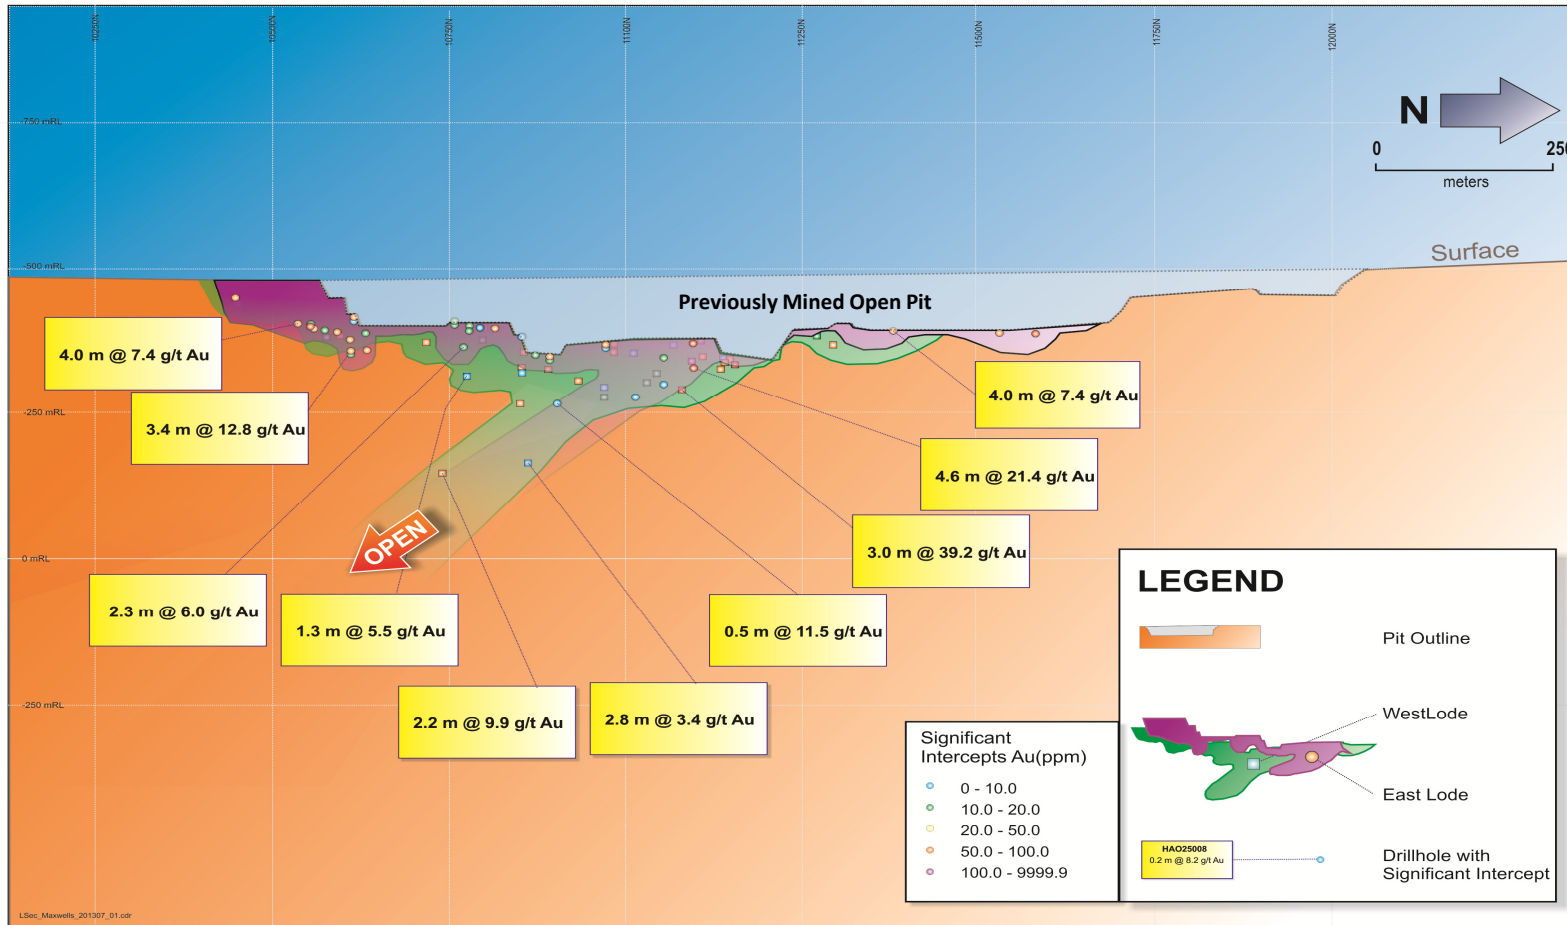 10250N
10500N
10750N
11100N
11250N
11500N
11750N
12000N
-750 mRL
N
0
250
meters
-500 mRL
Surface
Previously Mined Open Pit
4.0 m @ 7.4 g/t Au
3.4 m @ 12.8 g/t Au
4.0 m @ 7.4 g/t Au
-250 mRL
4.6 m @ 21.4 g/t Au
OPEN
3.0 m @ 39.2 g/t Au
0 mRL
2.3 m @ 6.0 g/t Au
1.3 m @ 5.5 g/t Au
0.5 m @ 11.5 g/t Au
2.2 m @ 9.9 g/t Au
2.8 m @ 3.4 g/t Au
-250 mRL
LEGEND
Pit Outline
WestLode
East Lode
HAO25008
0.2 m @ 8.2 g/t Au
Drillhole with
Significant Intercept
Significant
Intercepts Au(ppm)
0 - 10.0
10.0 - 20.0
20.0 - 50.0
50.0 - 100.0
100.0 - 9999.9
LSec_Maxwells_201307_01.cdr